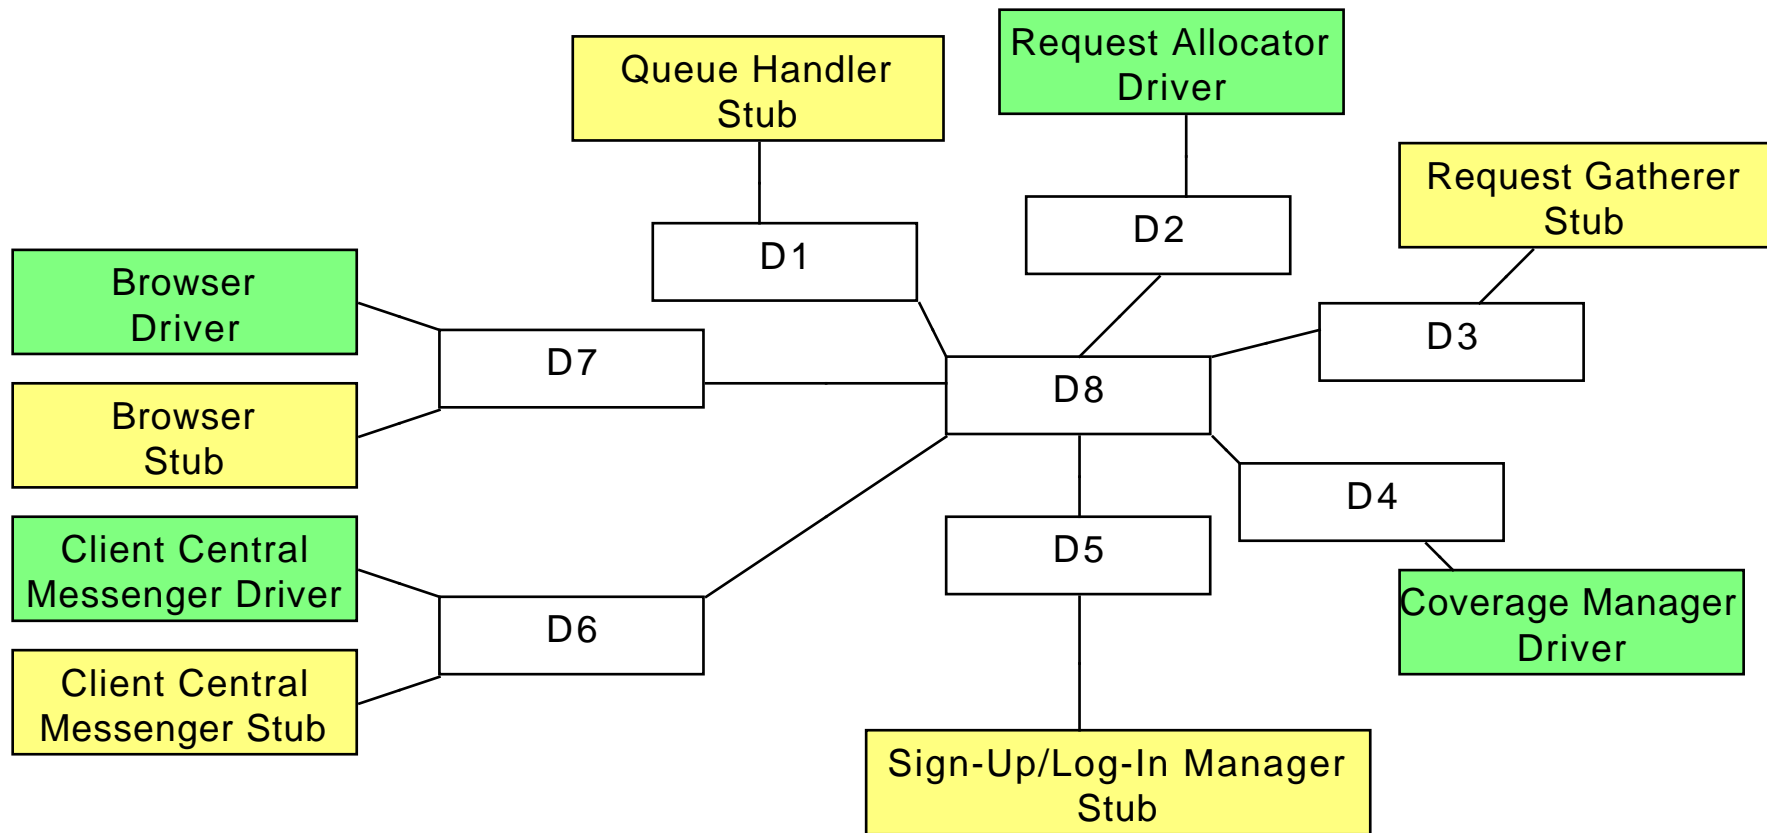 Request Allocator
Driver
Queue Handler
Stub
Request Gatherer
Stub
D2
D1
Browser
Driver
D3
D7
D8
Browser
Stub
D4
Client Central
Messenger Driver
D5
Coverage Manager
Driver
D6
Client Central
Messenger Stub
Sign-Up/Log-In Manager
Stub